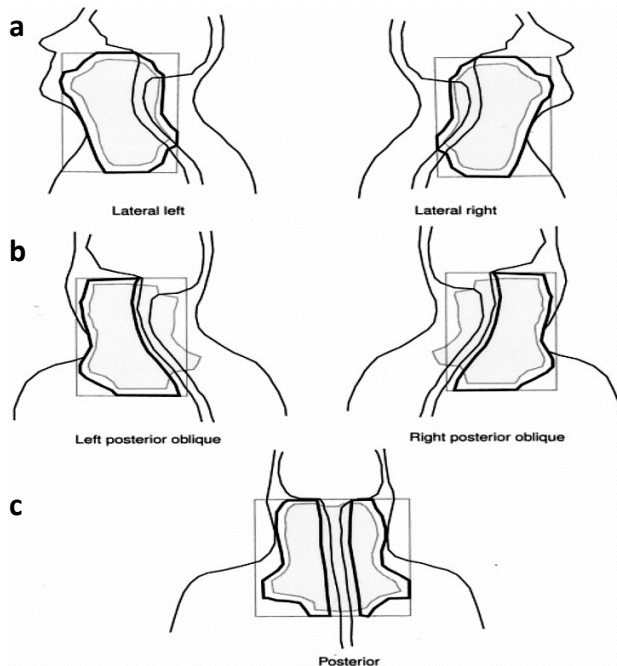 a
Lateral left
Lateral right
b
Left posterior oblique
Right posterior oblique
c
Posterior